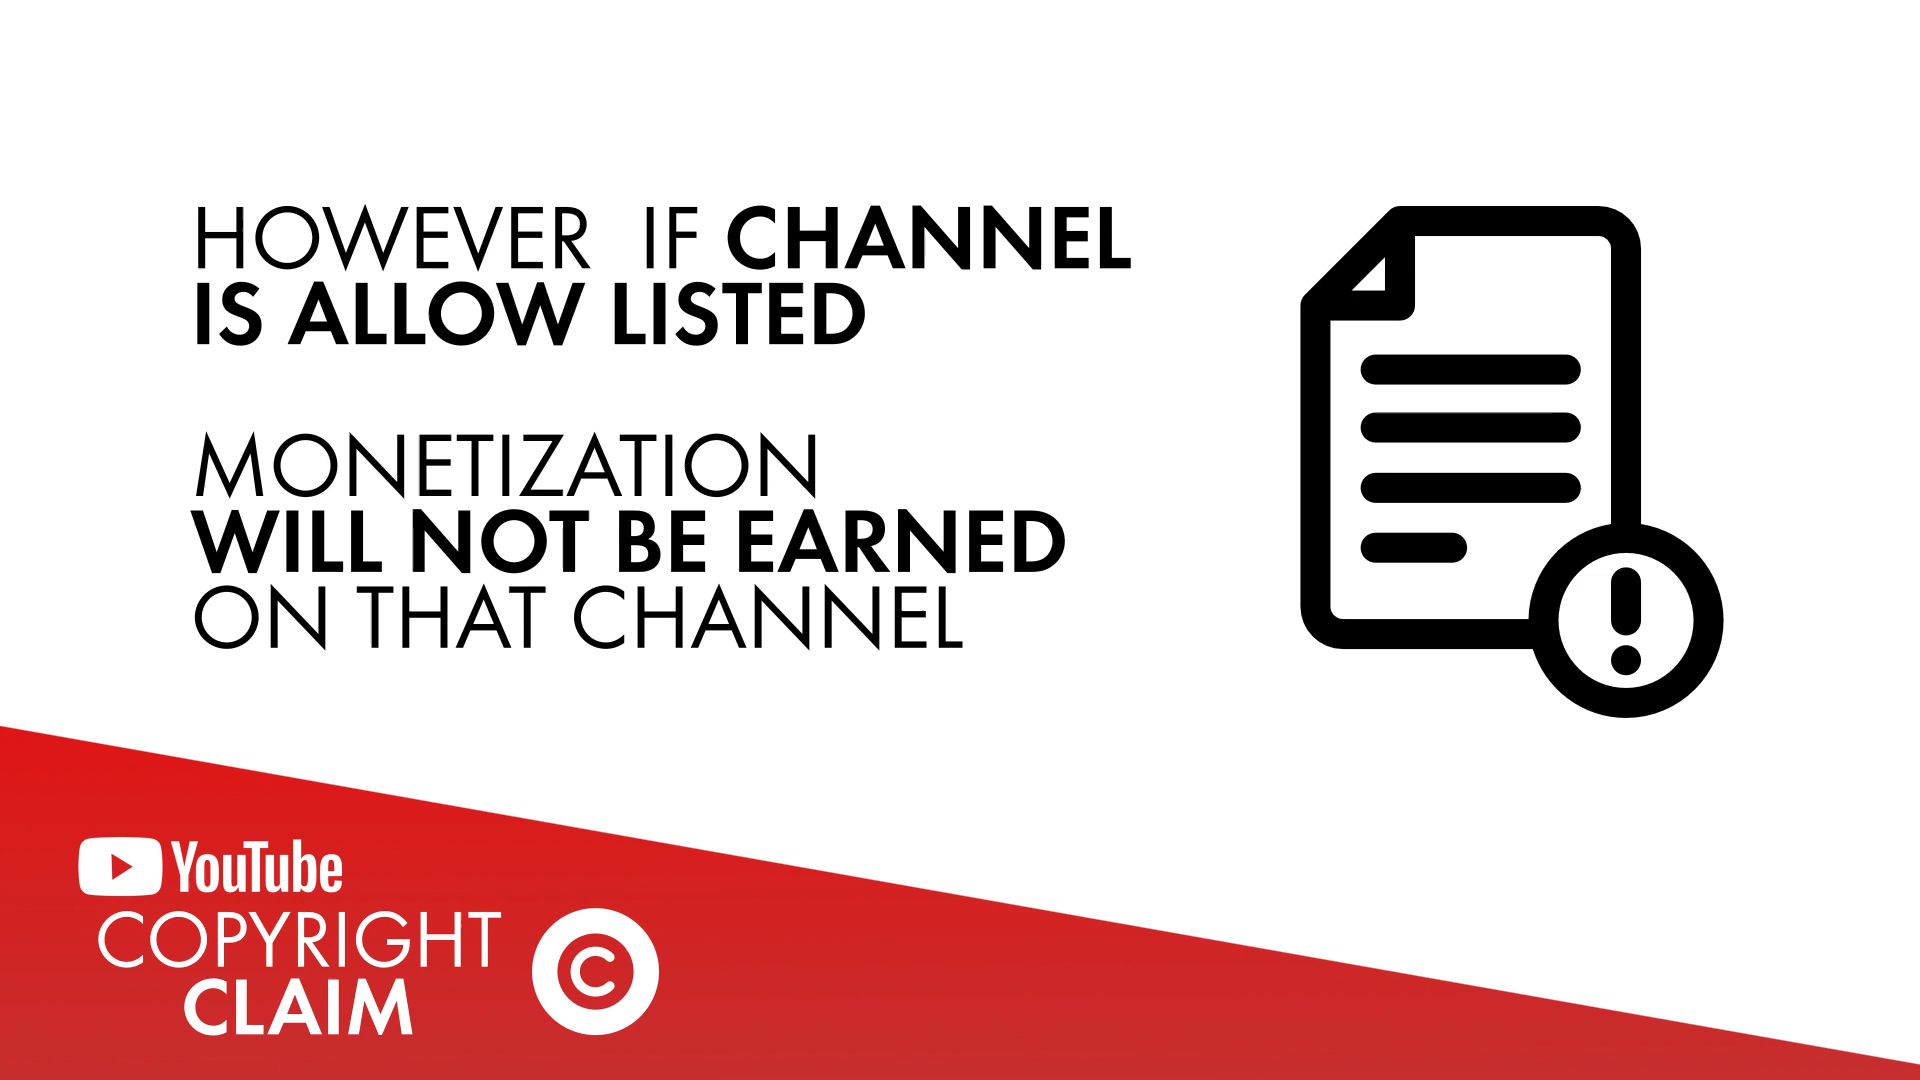 HOWEVER IF CHANNEL
IS ALLOW LISTED
MONETIZATION
WILL NOT BE EARNED
ON THAT CHANNEL
YouTube
COPYRIGHT
CLAIM
©